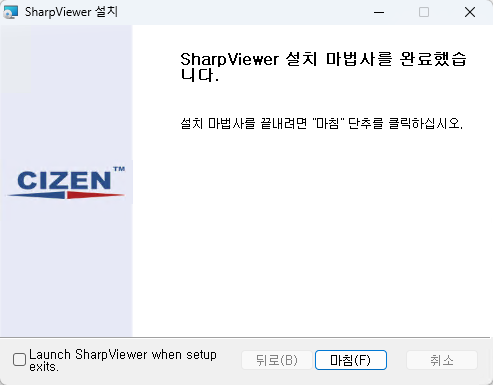 SharpViewer 설치
SharpViewer 설치 마법사를 완료했습
니다.
설치 마법사를 끝내려면 "마침" 단추를 클릭하십시오.
CIZEN™
Launch SharpViewer when setup
exits.
뒤로(B)
마침(F)
취소